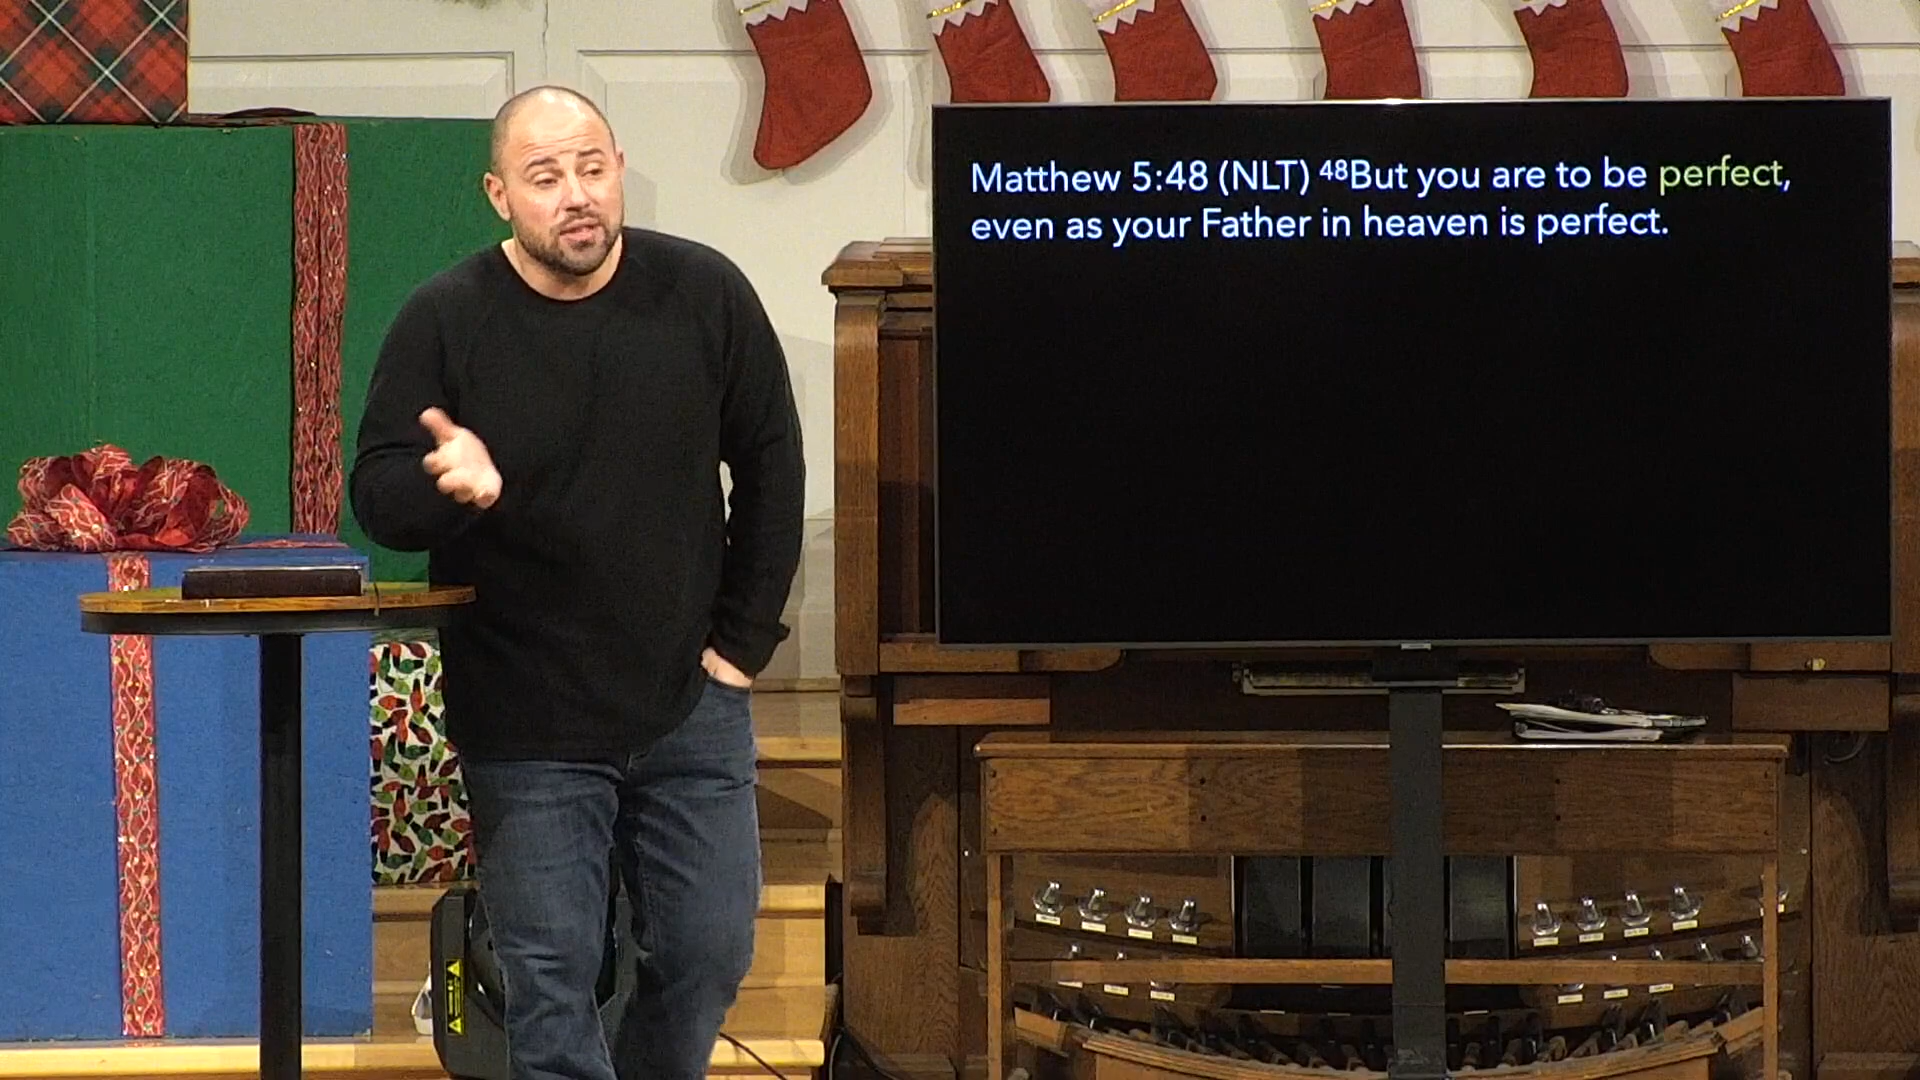 Matthew 5:48 (NLT) ⁴⁸But you are to be perfect,
even as your Father in heaven is perfect.